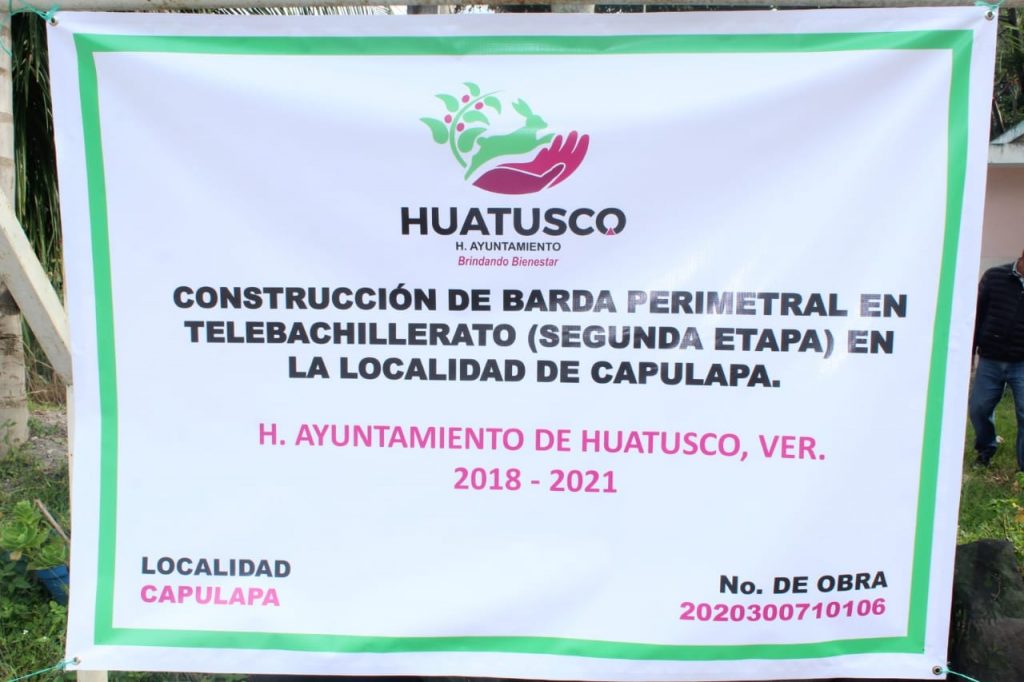 HUATUSCO
H. AYUNTAMIENTO
Brindando Bienestar
CONSTRUCCIÓN DE BARDA PERIMETRAL EN
TELEBACHILLERATO (SEGUNDA ETAPA) EN
LA LOCALIDAD DE CAPULAPA.
H. AYUNTAMIENTO DE HUATUSCO, VER.
2018 - 2021
LOCALIDAD
CAPULAPA
No. DE OBRA
2020300710106